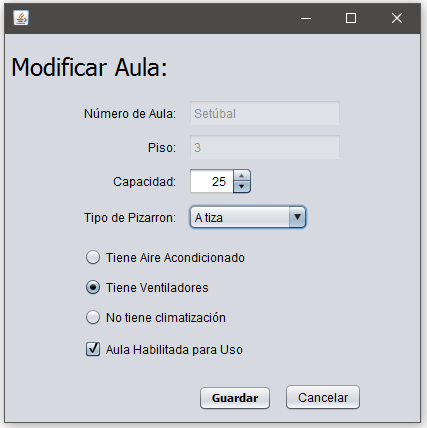 Modificar Aula:
Número de Aula: Setúbal
Piso: 3
Capacidad: 25
Tipo de Pizarron: A tiza
Tiene Aire Acondicionado
Tiene Ventiladores
No tiene climatización
Aula Habilitada para Uso
Guardar Cancelar